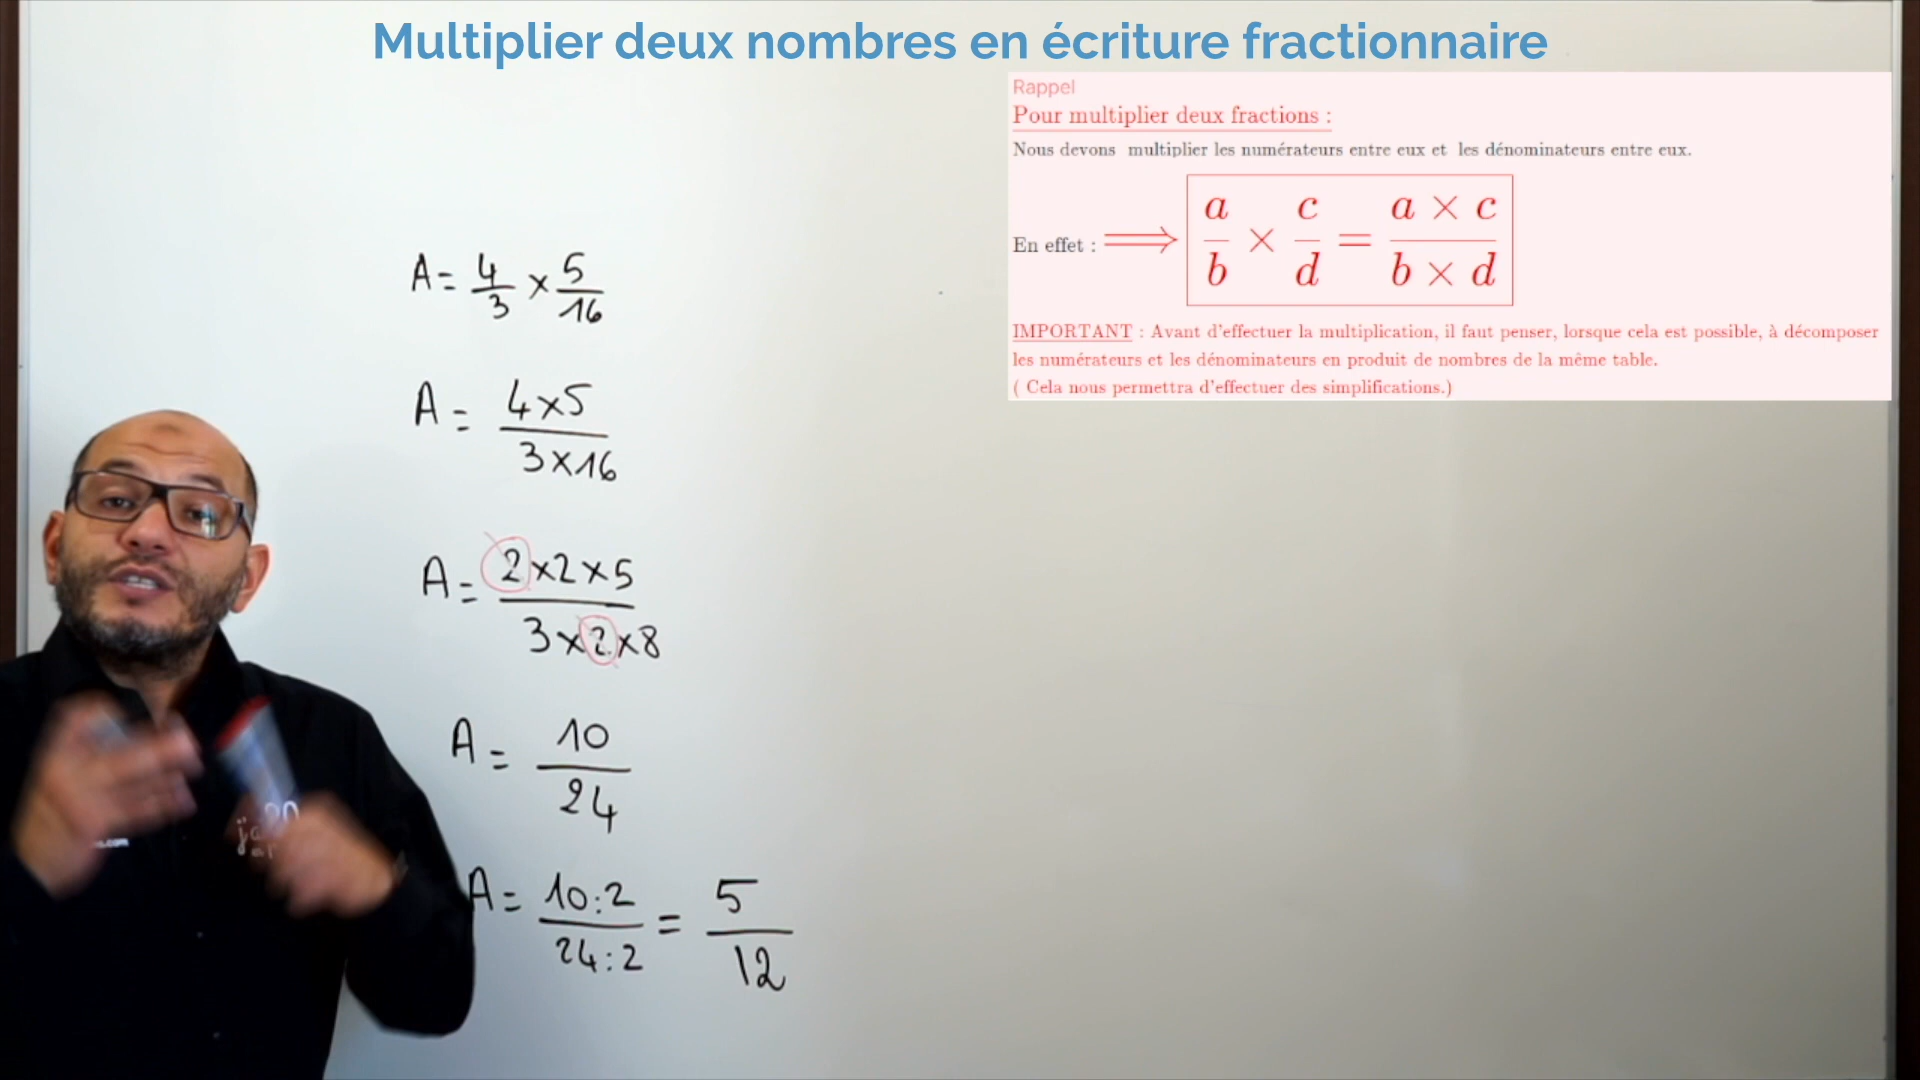 Multiplier deux nombres en écriture fractionnaire
Rappel
Pour multiplier deux fractions :
Nous devons multiplier les numérateurs entre eux et les dénominateurs entre eux.
En effet : ⟹ a/b × c/d = a × c / b × d
IMPORTANT : Avant d'effectuer la multiplication, il faut penser, lorsque cela est possible, à décomposer
les numérateurs et les dénominateurs en produit de nombres de la même table.
( Cela nous permettra d'effectuer des simplifications.)
A = 4/3 × 5/16
A = 4×5 / 3×16
A = 2×2×5 / 3×2×8
A = 10/24
A = 10:2 / 24:2 = 5/12